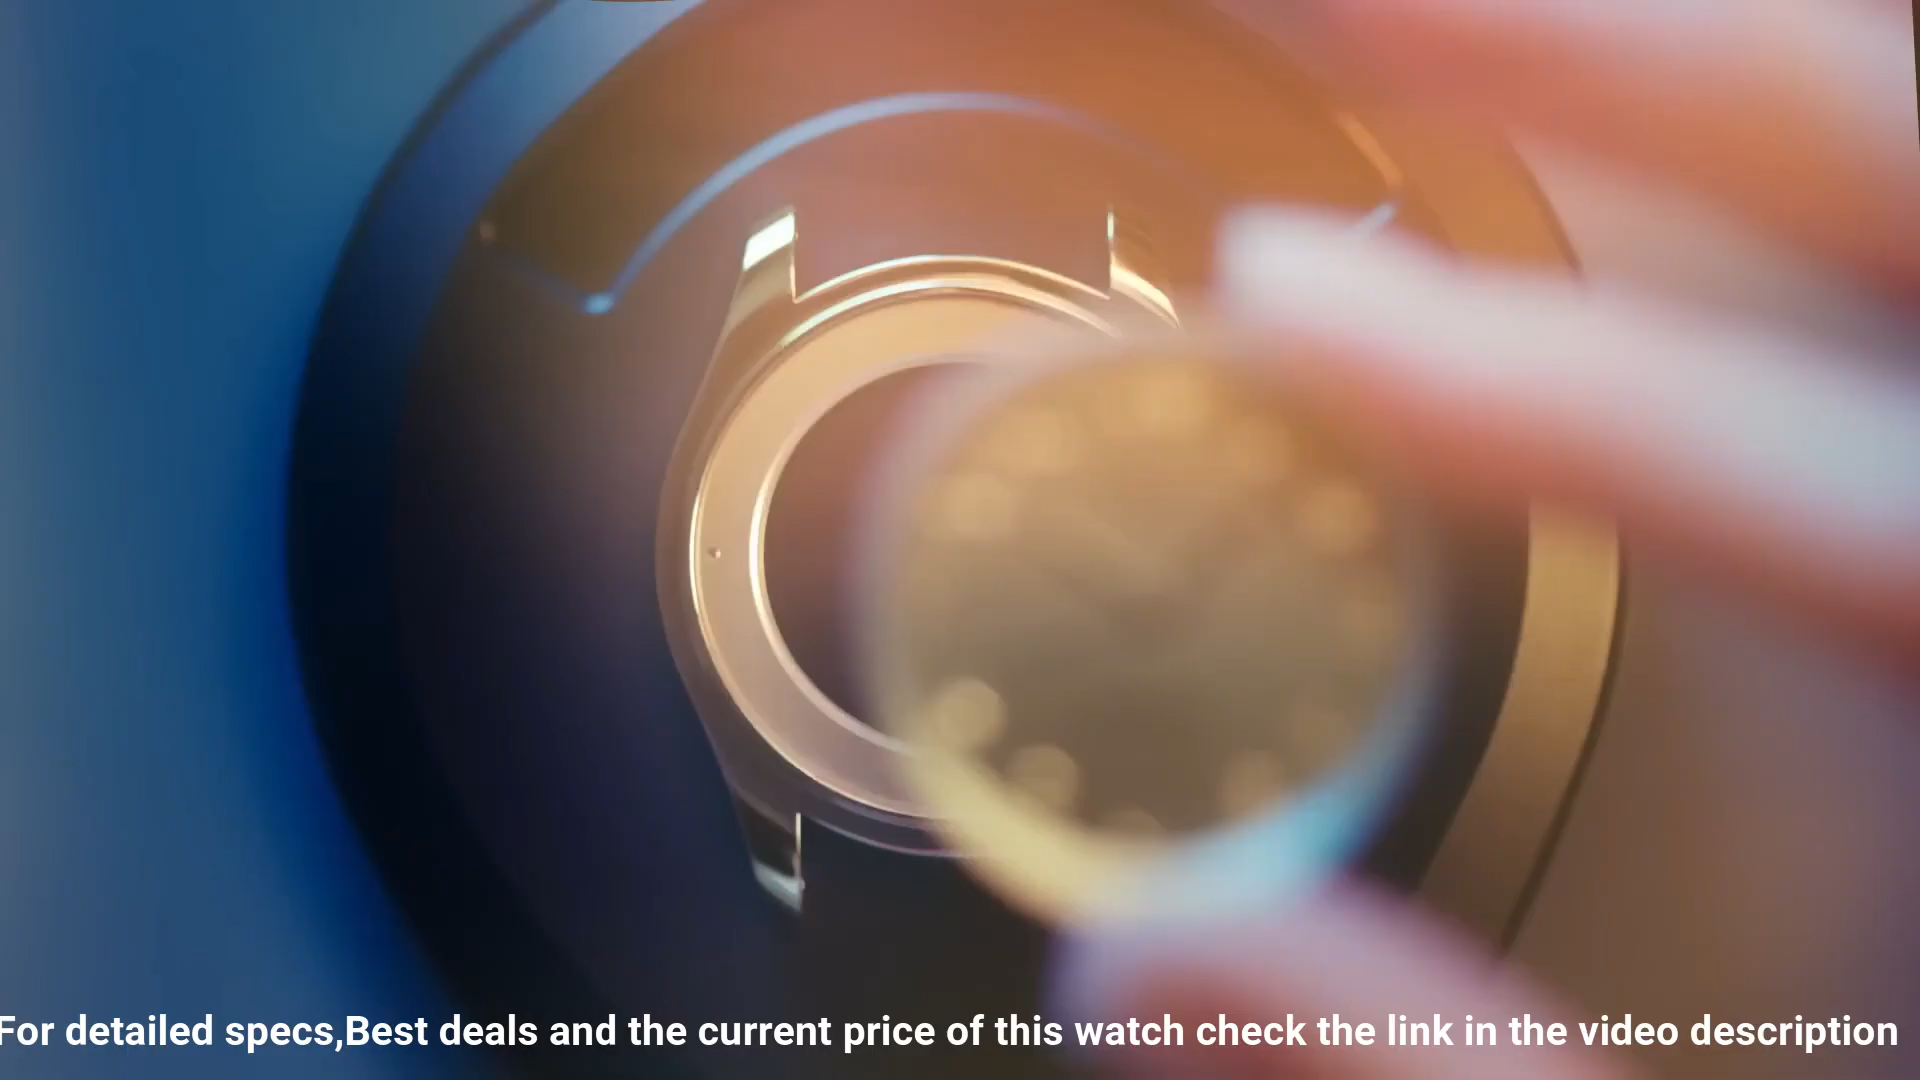 For detailed specs,Best deals and the current price of this watch check the link in the video description